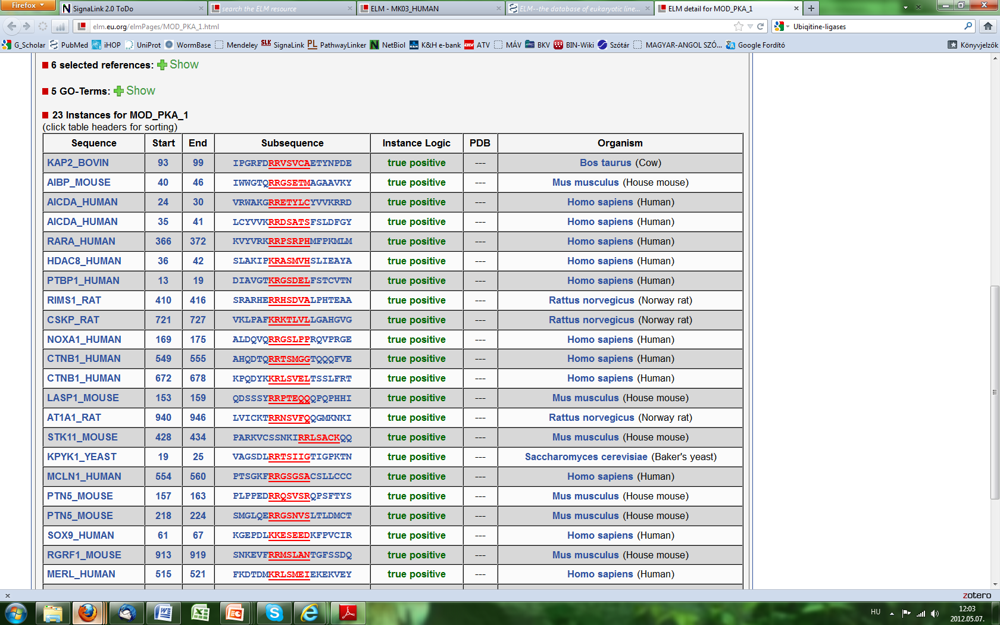 Firefox
SignaLink 2.0 ToDo
search the ELM resource
ELM - MK03_HUMAN
ELM--the database of eukaryotic line...
ELM detail for MOD_PKA_1
elm.eu.org/elmPages/MOD_PKA_1.html
Ubiqitine-ligases
G_Scholar PubMed iHOP UniProt WormBase Mendeley SLK SignaLink PL PathwayLinker N NetBiol K&H K&H e-bank atv ATV MÁV BKV BIN-Wiki Szótár MAGYAR-ANGOL SZÓ... Google Fordító Könyvjelzők
6 selected references: Show
5 GO-Terms: Show
23 Instances for MOD_PKA_1
(click table headers for sorting)
Sequence Start End Subsequence Instance Logic PDB Organism
KAP2_BOVIN 93 99 IPGRFDRRVSVCAETYNPDE true positive --- Bos taurus (Cow)
AIBP_MOUSE 40 46 IWWGTQRRGSETMAGAAVKY true positive --- Mus musculus (House mouse)
AICDA_HUMAN 24 30 VRWAKGRRETYLCYVVKRRD true positive --- Homo sapiens (Human)
AICDA_HUMAN 35 41 LCYVVKRRDSATSFSLDFGY true positive --- Homo sapiens (Human)
RARA_HUMAN 366 372 KVYVRKRRPSRPHMFPKMLM true positive --- Homo sapiens (Human)
HDAC8_HUMAN 36 42 SLAKIPKRASMVHSLIEAYA true positive --- Homo sapiens (Human)
PTBP1_HUMAN 13 19 DIAVGTKRGSDELFSTCVTN true positive --- Homo sapiens (Human)
RIMS1_RAT 410 416 SRARHERRHSDVALPHTEAA true positive --- Rattus norvegicus (Norway rat)
CSKP_RAT 721 727 VKLPAFKRKTLVLLGAHGVG true positive --- Rattus norvegicus (Norway rat)
NOXA1_HUMAN 169 175 ALDQVQRRGSLPPRQVPRGE true positive --- Homo sapiens (Human)
CTNB1_HUMAN 549 555 AHQDTQRRTSMGGTQQQFVE true positive --- Homo sapiens (Human)
CTNB1_HUMAN 672 678 KPQDYKKRLSVELTSSLFRT true positive --- Homo sapiens (Human)
LASP1_MOUSE 153 159 QDSSSYRRPTEQQQPQPHHI true positive --- Mus musculus (House mouse)
AT1A1_RAT 940 946 LVICKTRRNSVFQQGMKNKI true positive --- Rattus norvegicus (Norway rat)
STK11_MOUSE 428 434 PARKVCSSNKIRRLSACKQQ true positive --- Mus musculus (House mouse)
KPYK1_YEAST 19 25 VAGSDLRRTSIIGTIGPKTN true positive --- Saccharomyces cerevisiae (Baker's yeast)
MCLN1_HUMAN 554 560 PTSGKFRRGSGSACSLLCCC true positive --- Homo sapiens (Human)
PTN5_MOUSE 157 163 PLPPEDRRQSVSRQPSFTYS true positive --- Mus musculus (House mouse)
PTN5_MOUSE 218 224 SMGLQERRGSNVSLTLDMCT true positive --- Mus musculus (House mouse)
SOX9_HUMAN 61 67 KGEPDLKKESEEDKFPVCIR true positive --- Homo sapiens (Human)
RGRF1_MOUSE 913 919 SNKEVFRRMSLANTGFSSDQ true positive --- Mus musculus (House mouse)
MERL_HUMAN 515 521 FKDTDMKRLSMEIEKEKVEY true positive --- Homo sapiens (Human)
zotero
HU
12:03
2012.05.07.